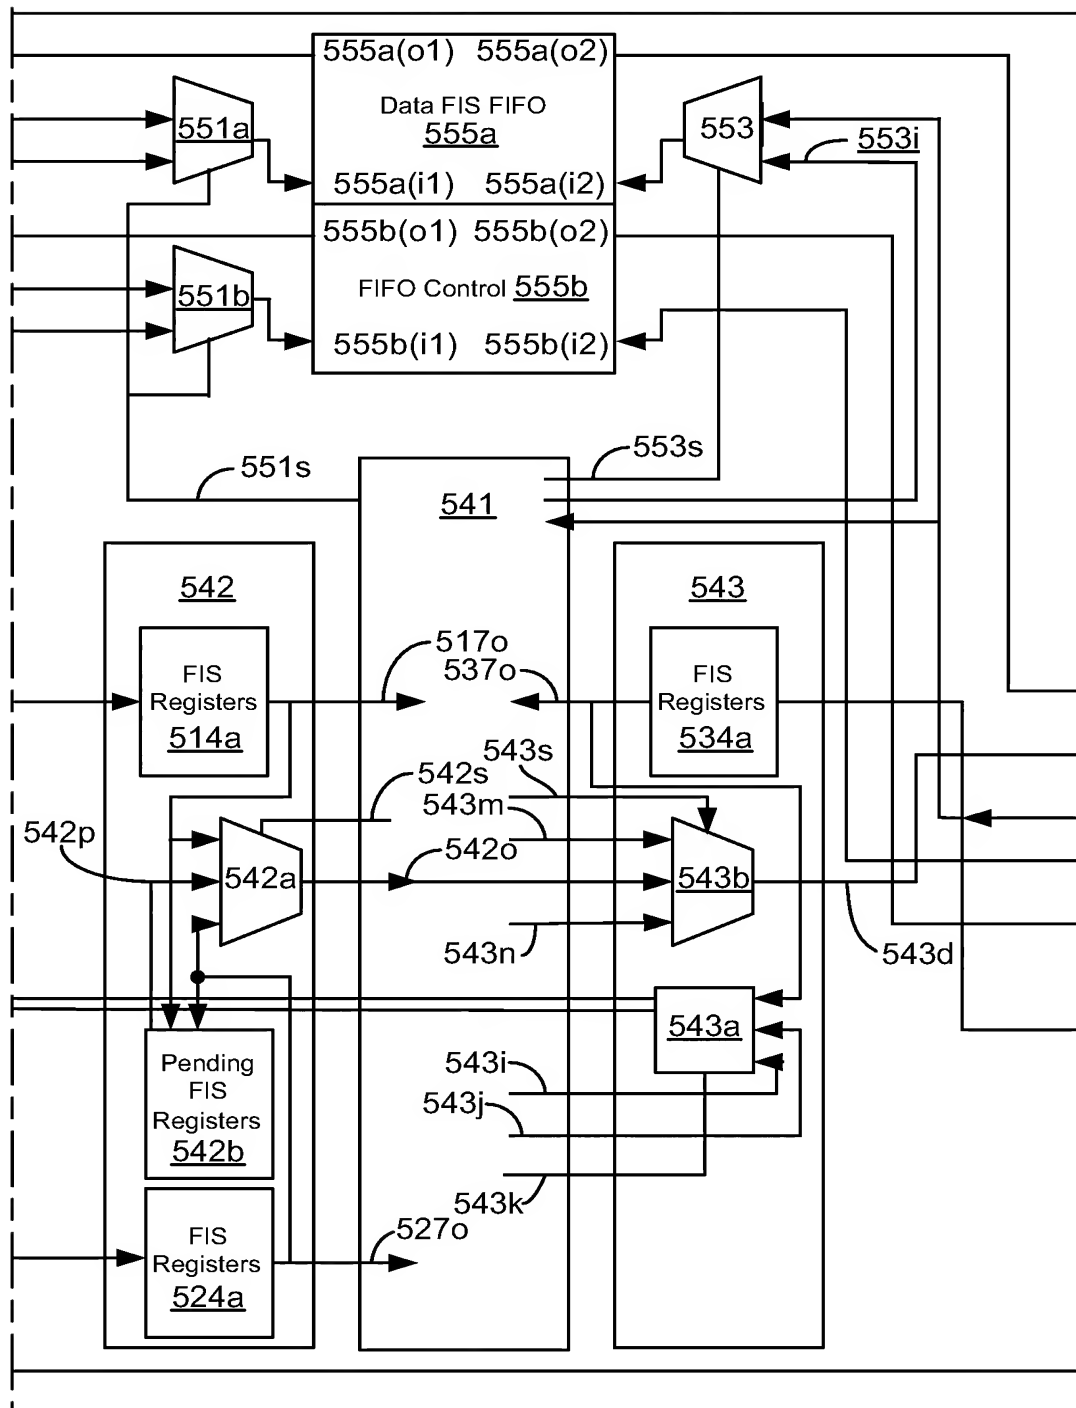 555a(o1) 555a(o2)
Data FIS FIFO
555a
555a(i1) 555a(i2)
551a
553
553i
555b(o1) 555b(o2)
FIFO Control 555b
555b(i1) 555b(i2)
551b
551s
553s
541
542
543
517o
537o
FIS
Registers
514a
FIS
Registers
534a
543s
542s
543m
542p
542o
542a
543b
543n
543d
543a
Pending
FIS
Registers
542b
543i
543j
543k
FIS
Registers
524a
527o